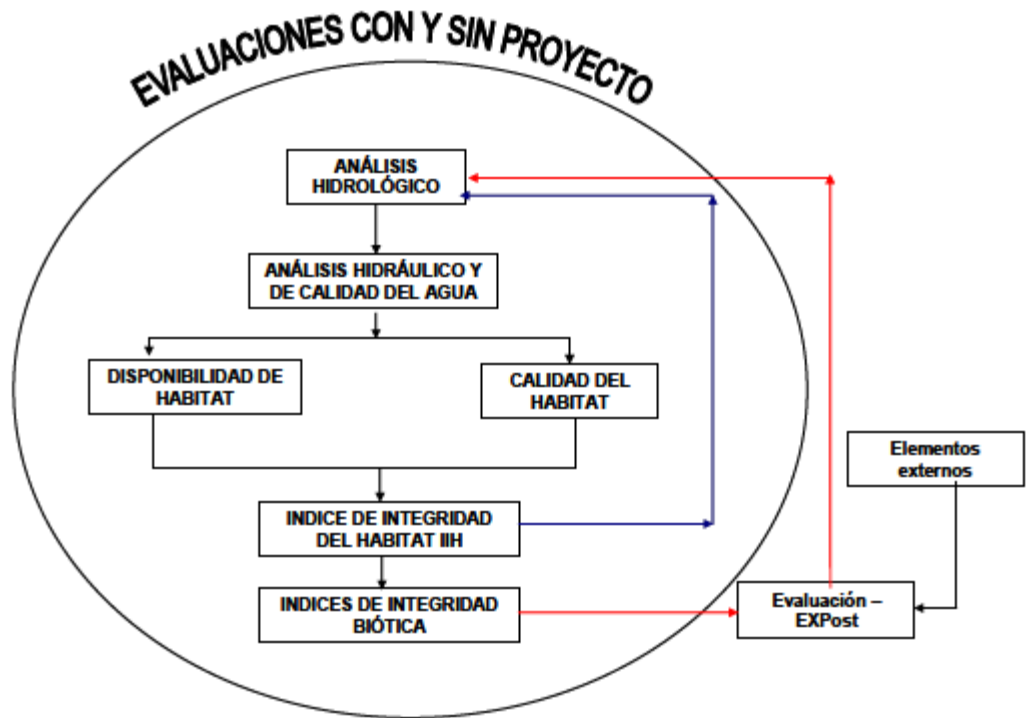 EVALUACIONES CON Y SIN PROYECTO
ANÁLISIS
HIDROLÓGICO
ANÁLISIS HIDRÁULICO Y
DE CALIDAD DEL AGUA
DISPONIBILIDAD DE
HABITAT
CALIDAD DEL
HABITAT
Elementos
externos
INDICE DE INTEGRIDAD
DEL HABITAT IIH
INDICES DE INTEGRIDAD
BIÓTICA
Evaluación –
EXPost